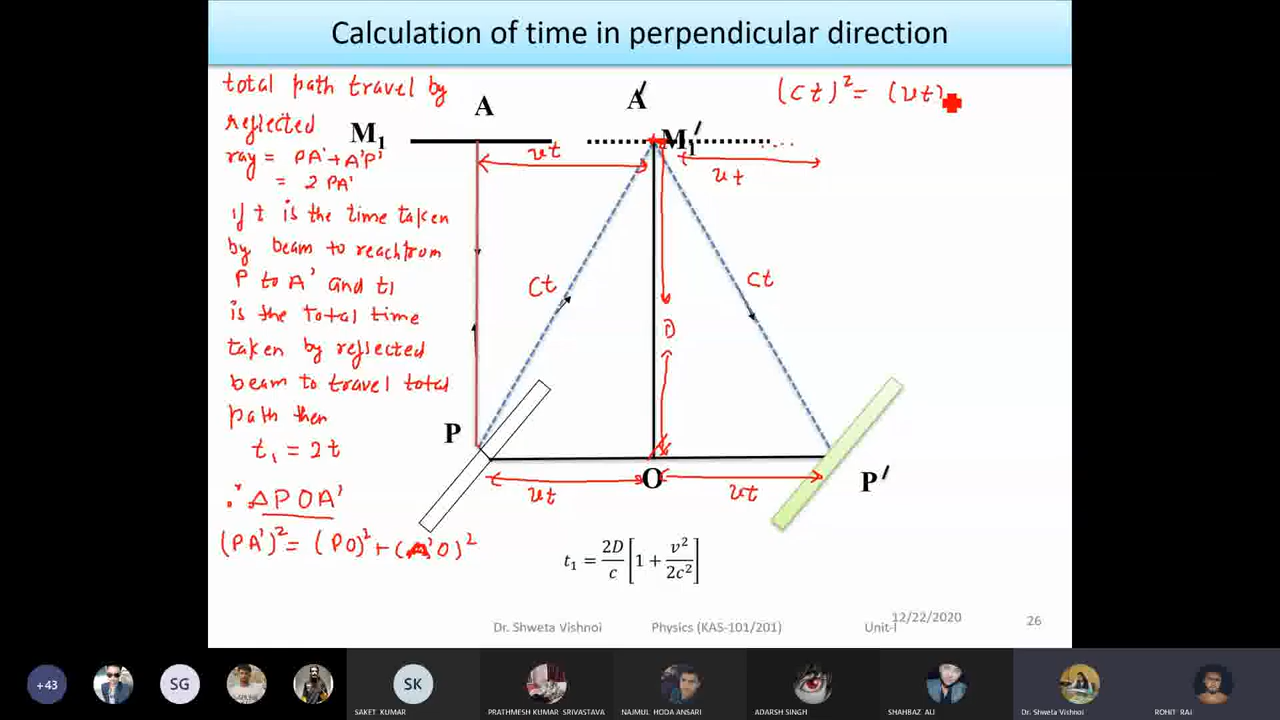 Calculation of time in perpendicular direction
total path travel by
reflected
ray = PA' + A'P'
= 2 PA'
if t is the time taken
by beam to reach from
P to A' and t1
is the total time
taken by reflected
beam to travel total
path then
t₁ = 2t
∵ ΔPOA'
(PA')² = (PO)² + (A'O)²
(ct)² = (vt)
A
A'
M₁
M₁'
vt
vt
ct
ct
D
P
O
P'
vt
vt
t₁ = 2D/c [1 + v²/2c²]
Dr. Shweta Vishnoi
Physics (KAS-101/201)
Unit-I
12/22/2020
26
+43
SG
SK
SAKET KUMAR
PRATHMESH KUMAR SRIVASTAVA
NAJMUL HODA ANSARI
ADARSH SINGH
SHAHBAZ ALI
Dr. Shweta Vishnoi
ROHIT RAI